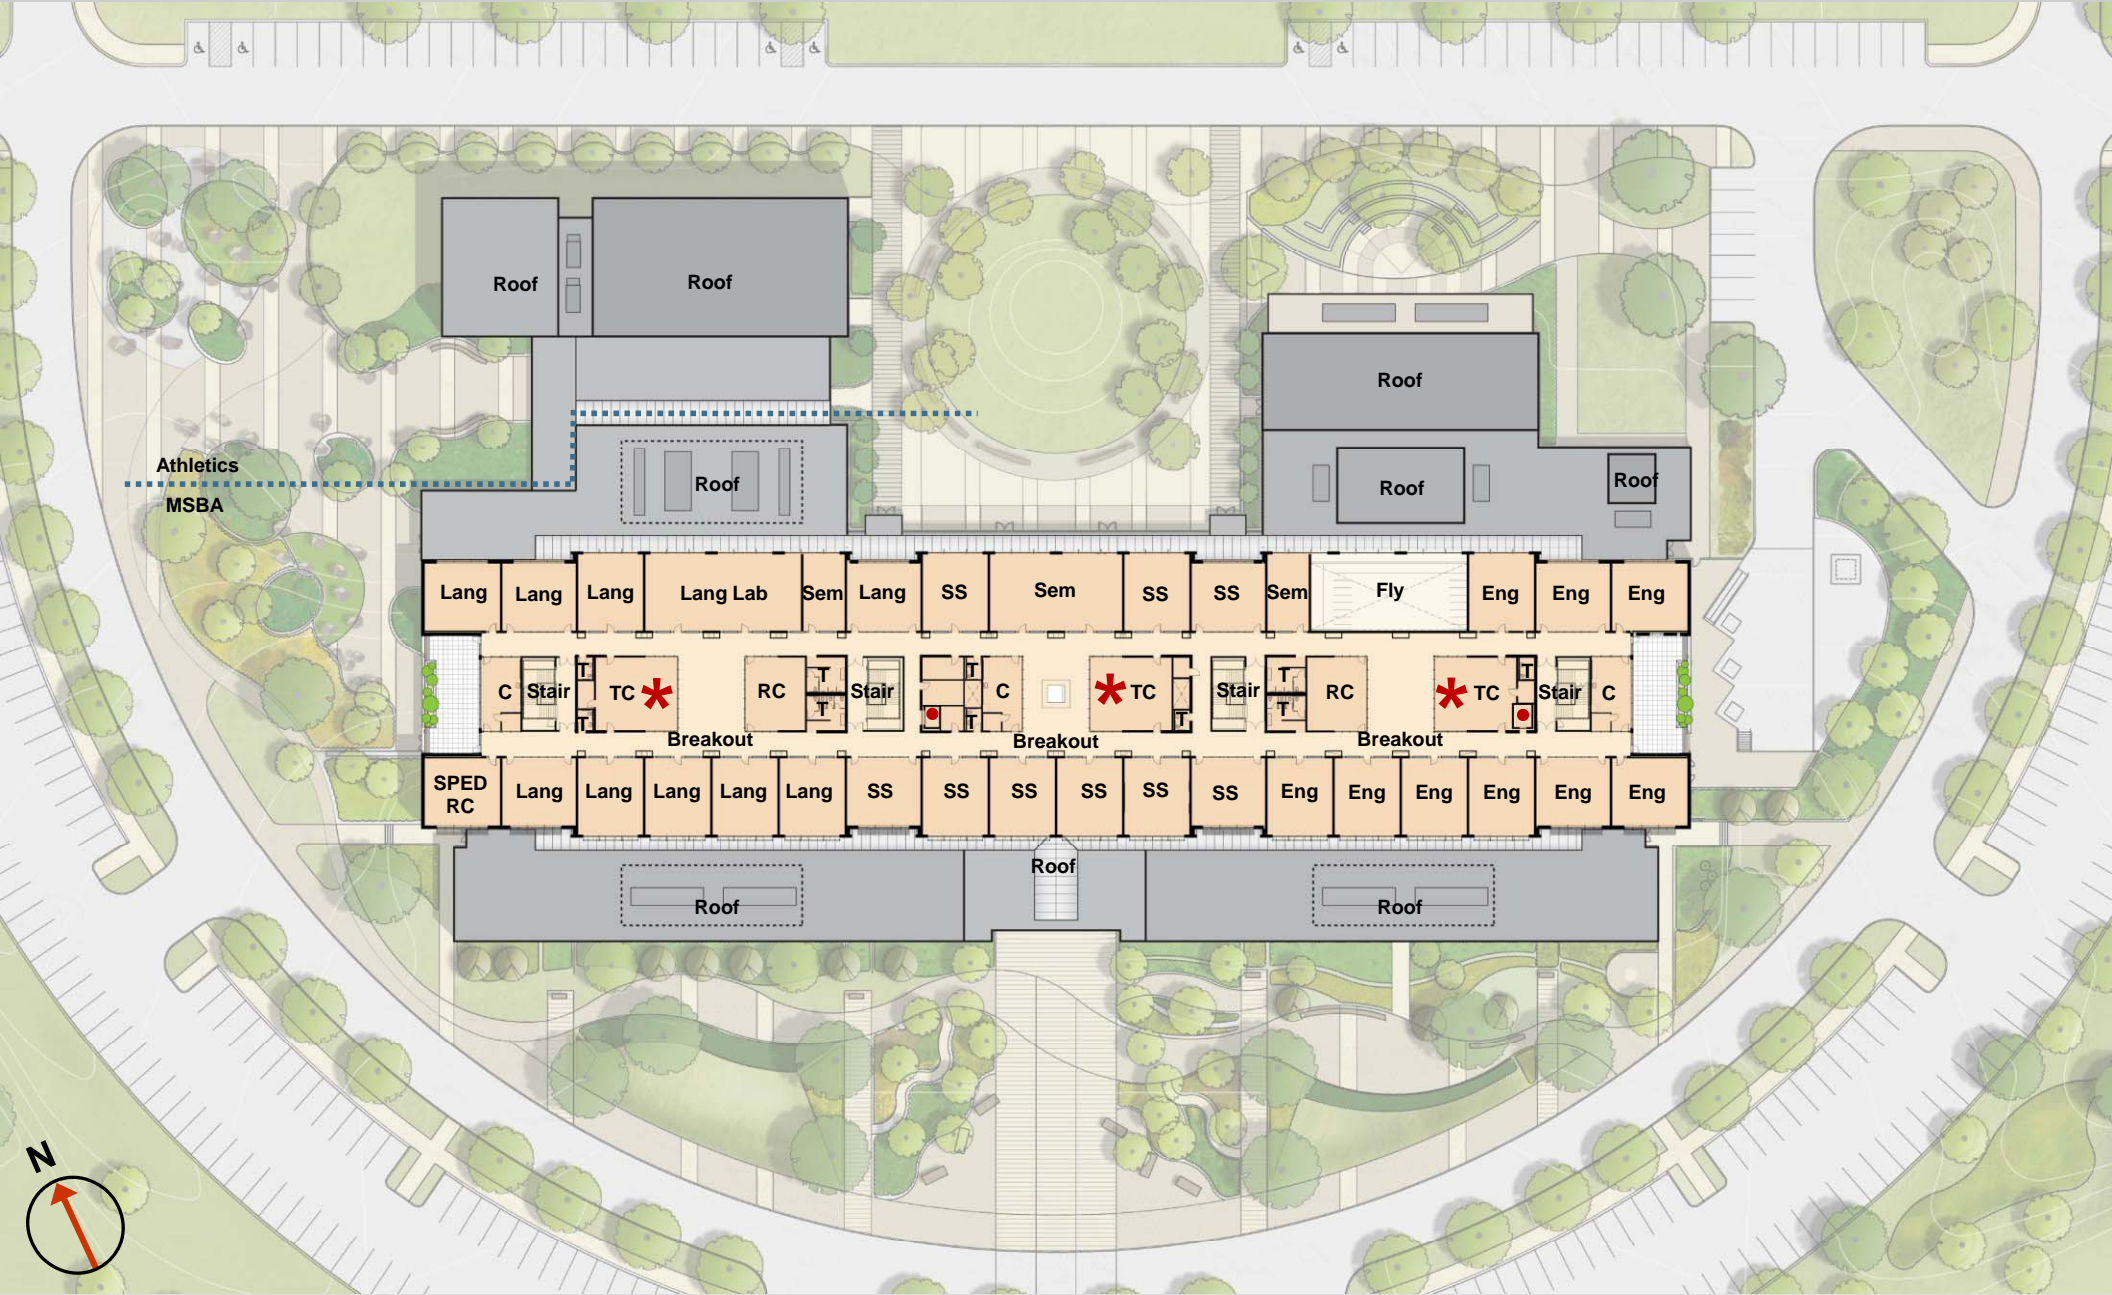 Roof
Roof
Roof
Athletics
MSBA
Roof
Roof
Roof
Lang
Lang
Lang
Lang Lab
Sem
Lang
SS
Sem
SS
SS
Sem
Fly
Eng
Eng
Eng
C
Stair
T
T
TC
*
RC
T
T
Stair
T
T
C
*
TC
T
Stair
T
T
RC
*
TC
T
Stair
C
Breakout
Breakout
Breakout
SPED
RC
Lang
Lang
Lang
Lang
Lang
SS
SS
SS
SS
SS
SS
Eng
Eng
Eng
Eng
Eng
Eng
Roof
Roof
Roof
N